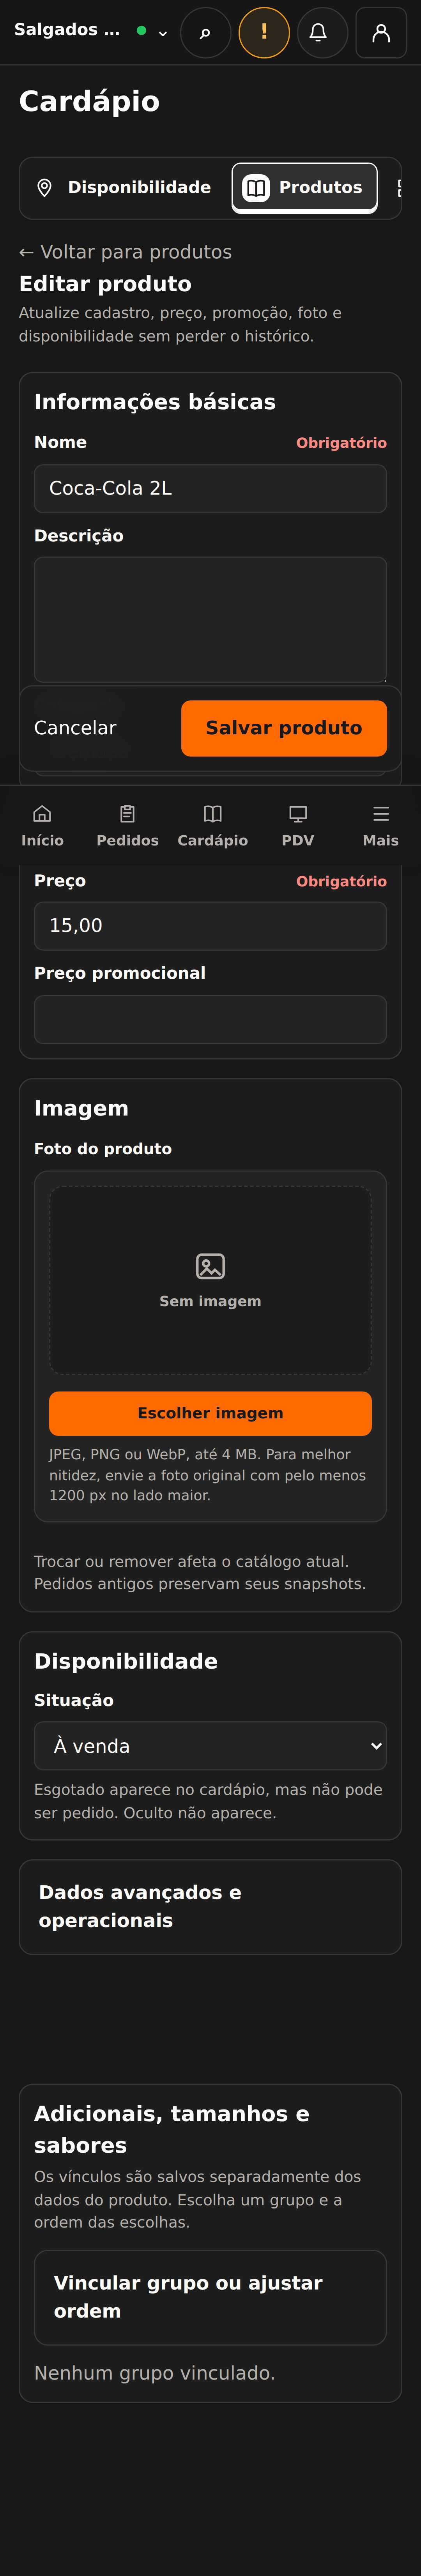 Salgados ...
!
Cardápio
Disponibilidade
Produtos
← Voltar para produtos
Editar produto
Atualize cadastro, preço, promoção, foto e
disponibilidade sem perder o histórico.
Informações básicas
Nome
Obrigatório
Coca-Cola 2L
Descrição
Cancelar
Salvar produto
Início
Pedidos
Cardápio
PDV
Mais
Preço
Obrigatório
15,00
Preço promocional
Imagem
Foto do produto
Sem imagem
Escolher imagem
JPEG, PNG ou WebP, até 4 MB. Para melhor
nitidez, envie a foto original com pelo menos
1200 px no lado maior.
Trocar ou remover afeta o catálogo atual.
Pedidos antigos preservam seus snapshots.
Disponibilidade
Situação
À venda
Esgotado aparece no cardápio, mas não pode
ser pedido. Oculto não aparece.
Dados avançados e
operacionais
Adicionais, tamanhos e
sabores
Os vínculos são salvos separadamente dos
dados do produto. Escolha um grupo e a
ordem das escolhas.
Vincular grupo ou ajustar
ordem
Nenhum grupo vinculado.